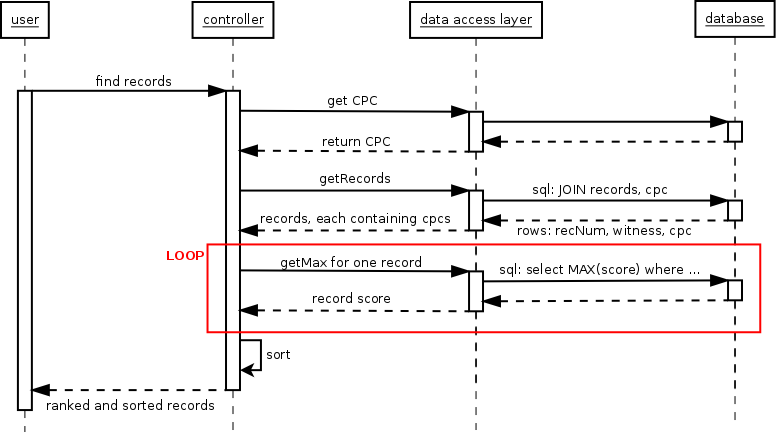 user
controller
data access layer
database
find records
get CPC
return CPC
getRecords
sql: JOIN records, cpc
records, each containing cpcs
rows: recNum, witness, cpc
LOOP
getMax for one record
sql: select MAX(score) where ...
record score
sort
ranked and sorted records